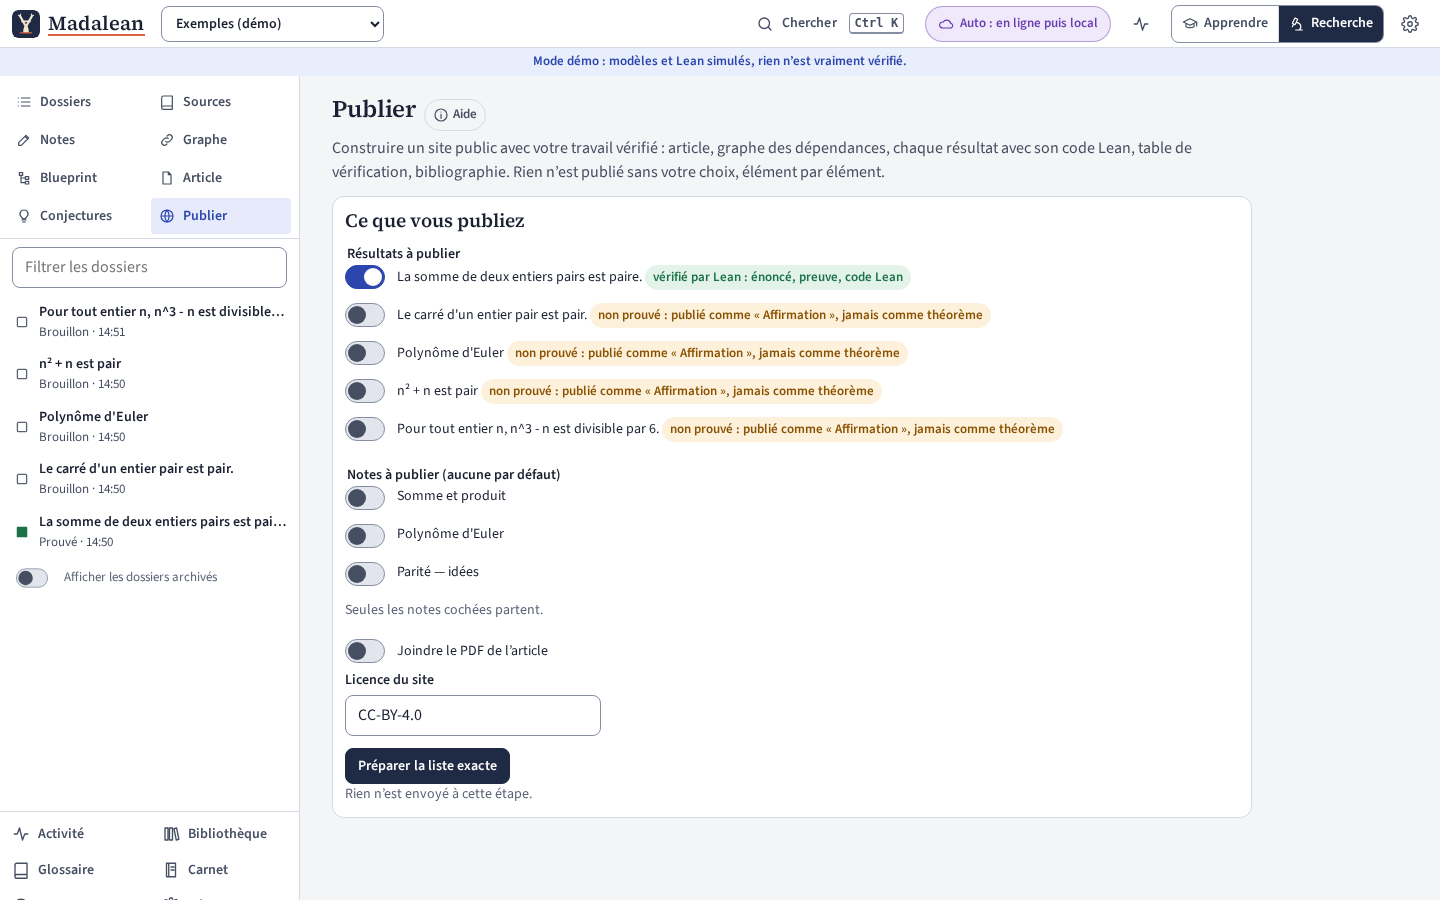 Madalean
Exemples (démo)
Chercher
Ctrl K
Auto : en ligne puis local
Apprendre
Recherche
Mode démo : modèles et Lean simulés, rien n’est vraiment vérifié.
Dossiers
Sources
Notes
Graphe
Blueprint
Article
Conjectures
Publier
Filtrer les dossiers
Pour tout entier n, n^3 - n est divisible…
Brouillon · 14:51
n² + n est pair
Brouillon · 14:50
Polynôme d'Euler
Brouillon · 14:50
Le carré d'un entier pair est pair.
Brouillon · 14:50
La somme de deux entiers pairs est pai…
Prouvé · 14:50
Afficher les dossiers archivés
Activité
Bibliothèque
Glossaire
Carnet
Publier
Aide
Construire un site public avec votre travail vérifié : article, graphe des dépendances, chaque résultat avec son code Lean, table de
vérification, bibliographie. Rien n’est publié sans votre choix, élément par élément.
Ce que vous publiez
Résultats à publier
La somme de deux entiers pairs est paire. vérifié par Lean : énoncé, preuve, code Lean
Le carré d'un entier pair est pair. non prouvé : publié comme « Affirmation », jamais comme théorème
Polynôme d'Euler non prouvé : publié comme « Affirmation », jamais comme théorème
n² + n est pair non prouvé : publié comme « Affirmation », jamais comme théorème
Pour tout entier n, n^3 - n est divisible par 6. non prouvé : publié comme « Affirmation », jamais comme théorème
Notes à publier (aucune par défaut)
Somme et produit
Polynôme d'Euler
Parité — idées
Seules les notes cochées partent.
Joindre le PDF de l’article
Licence du site
CC-BY-4.0
Préparer la liste exacte
Rien n’est envoyé à cette étape.